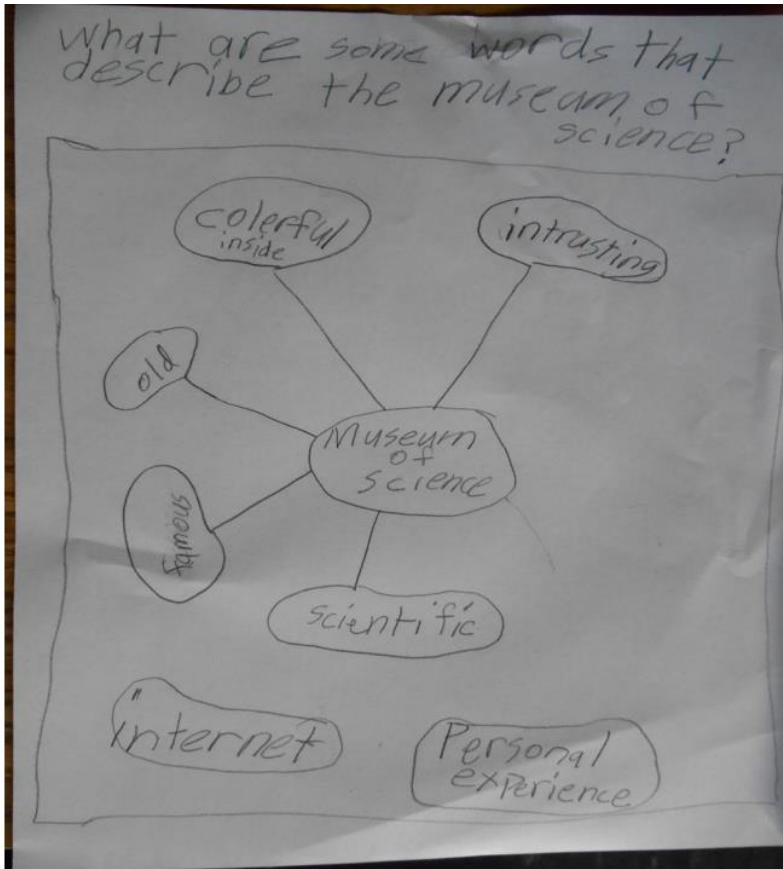 what are some words that
describe the museum of
science?
colerful
inside
intrusting
old
Museum
of
science
famous
scientific
internet
Personal
experience